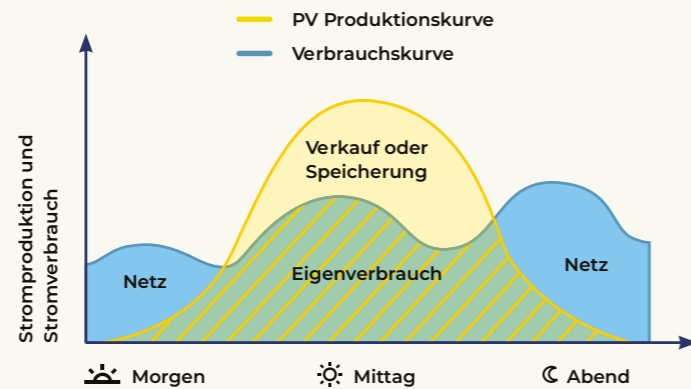 PV Produktionskurve
Verbrauchskurve
Stromproduktion und
Stromverbrauch
Verkauf oder
Speicherung
Netz
Eigenverbrauch
Netz
Morgen
Mittag
Abend